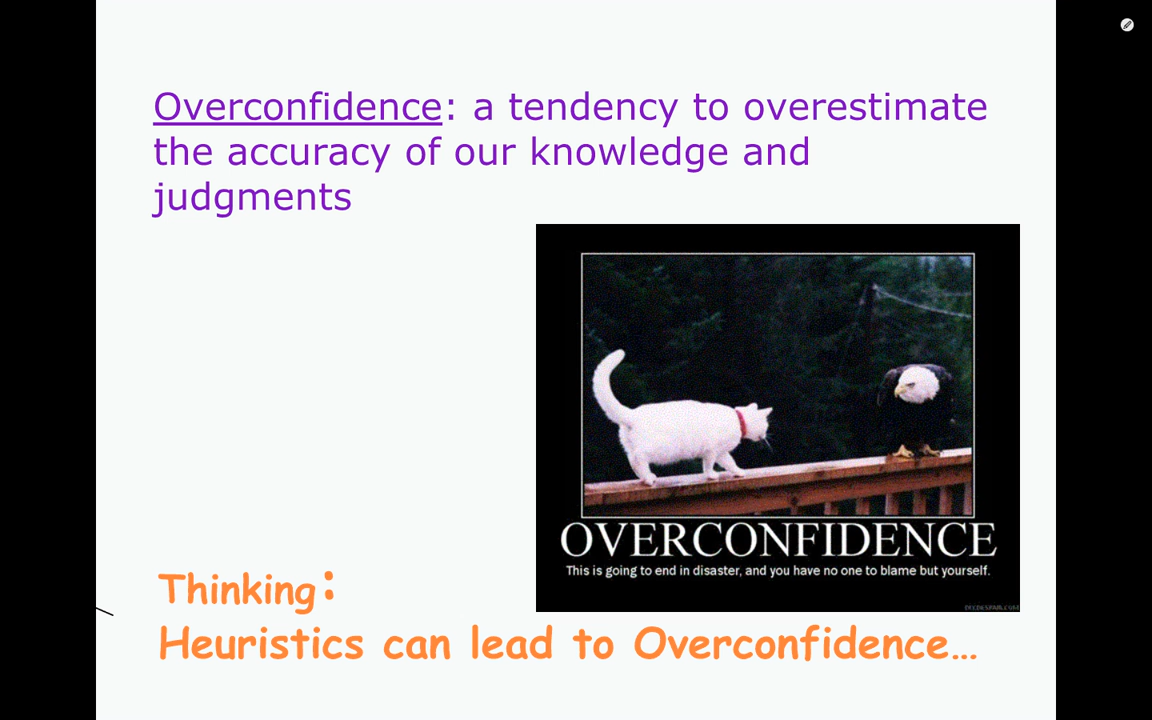 Overconfidence: a tendency to overestimate
the accuracy of our knowledge and
judgments
OVERCONFIDENCE
This is going to end in disaster, and you have no one to blame but yourself.
Thinking:
Heuristics can lead to Overconfidence…